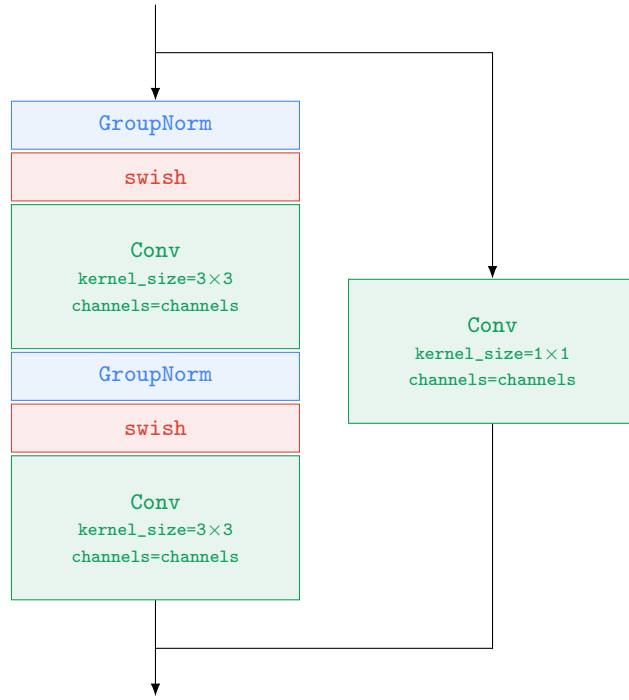 GroupNorm
swish
Conv
kernel_size=3×3
channels=channels
GroupNorm
swish
Conv
kernel_size=3×3
channels=channels
Conv
kernel_size=1×1
channels=channels